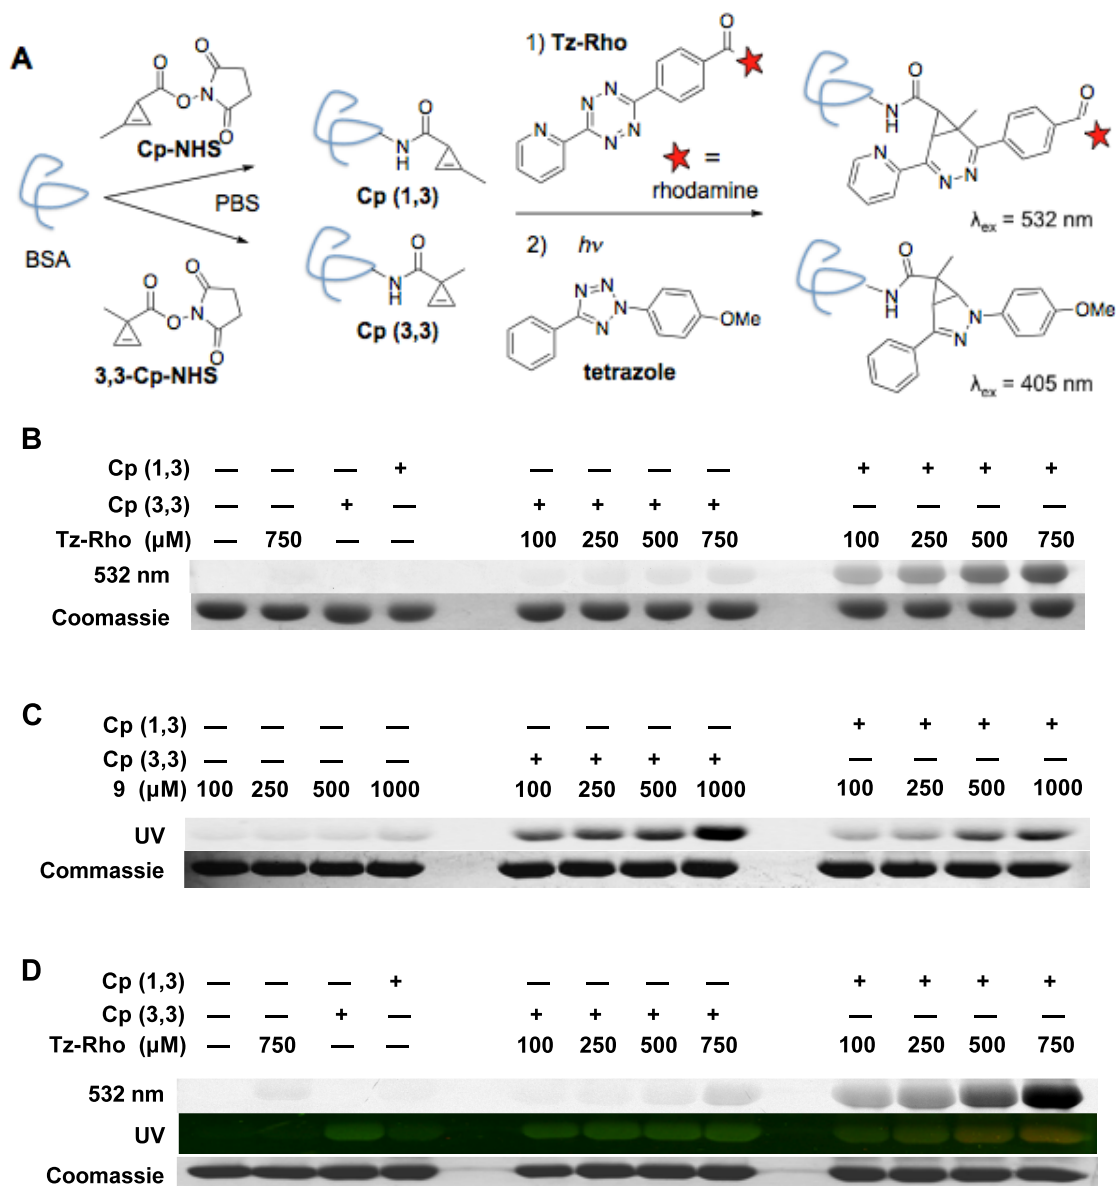 A
Cp-NHS
BSA
PBS
3,3-Cp-NHS
Cp (1,3)
Cp (3,3)
1) Tz-Rho
= rhodamine
2) hν
tetrazole
λex = 532 nm
λex = 405 nm
O
O
O
N
O
O
O
O
N
O
O
O
N
H
O
N
H
O
N
N
N
N
N
N
N
N
N
OMe
O
N
H
N
N
N
O
O
N
H
N
N
OMe
B
Cp (1,3) — — — + — — — — + + + +
Cp (3,3) — — + — + + + + — — — —
Tz-Rho (µM) — 750 — — 100 250 500 750 100 250 500 750
532 nm
Coomassie
C
Cp (1,3) — — — — — — — — + + + +
Cp (3,3) — — — — + + + + — — — —
9 (µM) 100 250 500 1000 100 250 500 1000 100 250 500 1000
UV
Commassie
D
Cp (1,3) — — — + — — — — + + + +
Cp (3,3) — — + — + + + + — — — —
Tz-Rho (µM) — 750 — — 100 250 500 750 100 250 500 750
532 nm
UV
Coomassie